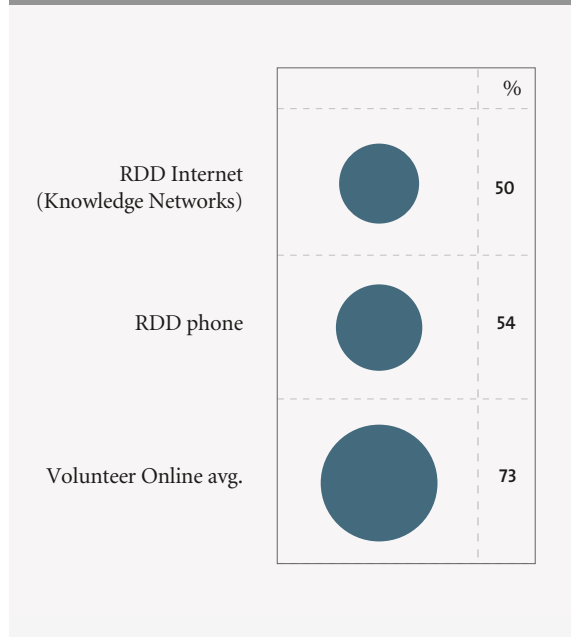 %
RDD Internet
(Knowledge Networks)
50
RDD phone
54
Volunteer Online avg.
73